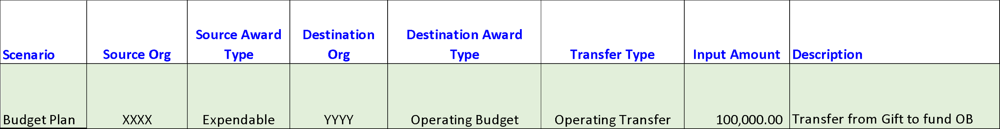 Source Award Destination Destination Award
Scenario Source Org Type Org Type Transfer Type Input Amount Description
Budget Plan XXXX Expendable YYYY Operating Budget Operating Transfer 100,000.00 Transfer from Gift to fund OB